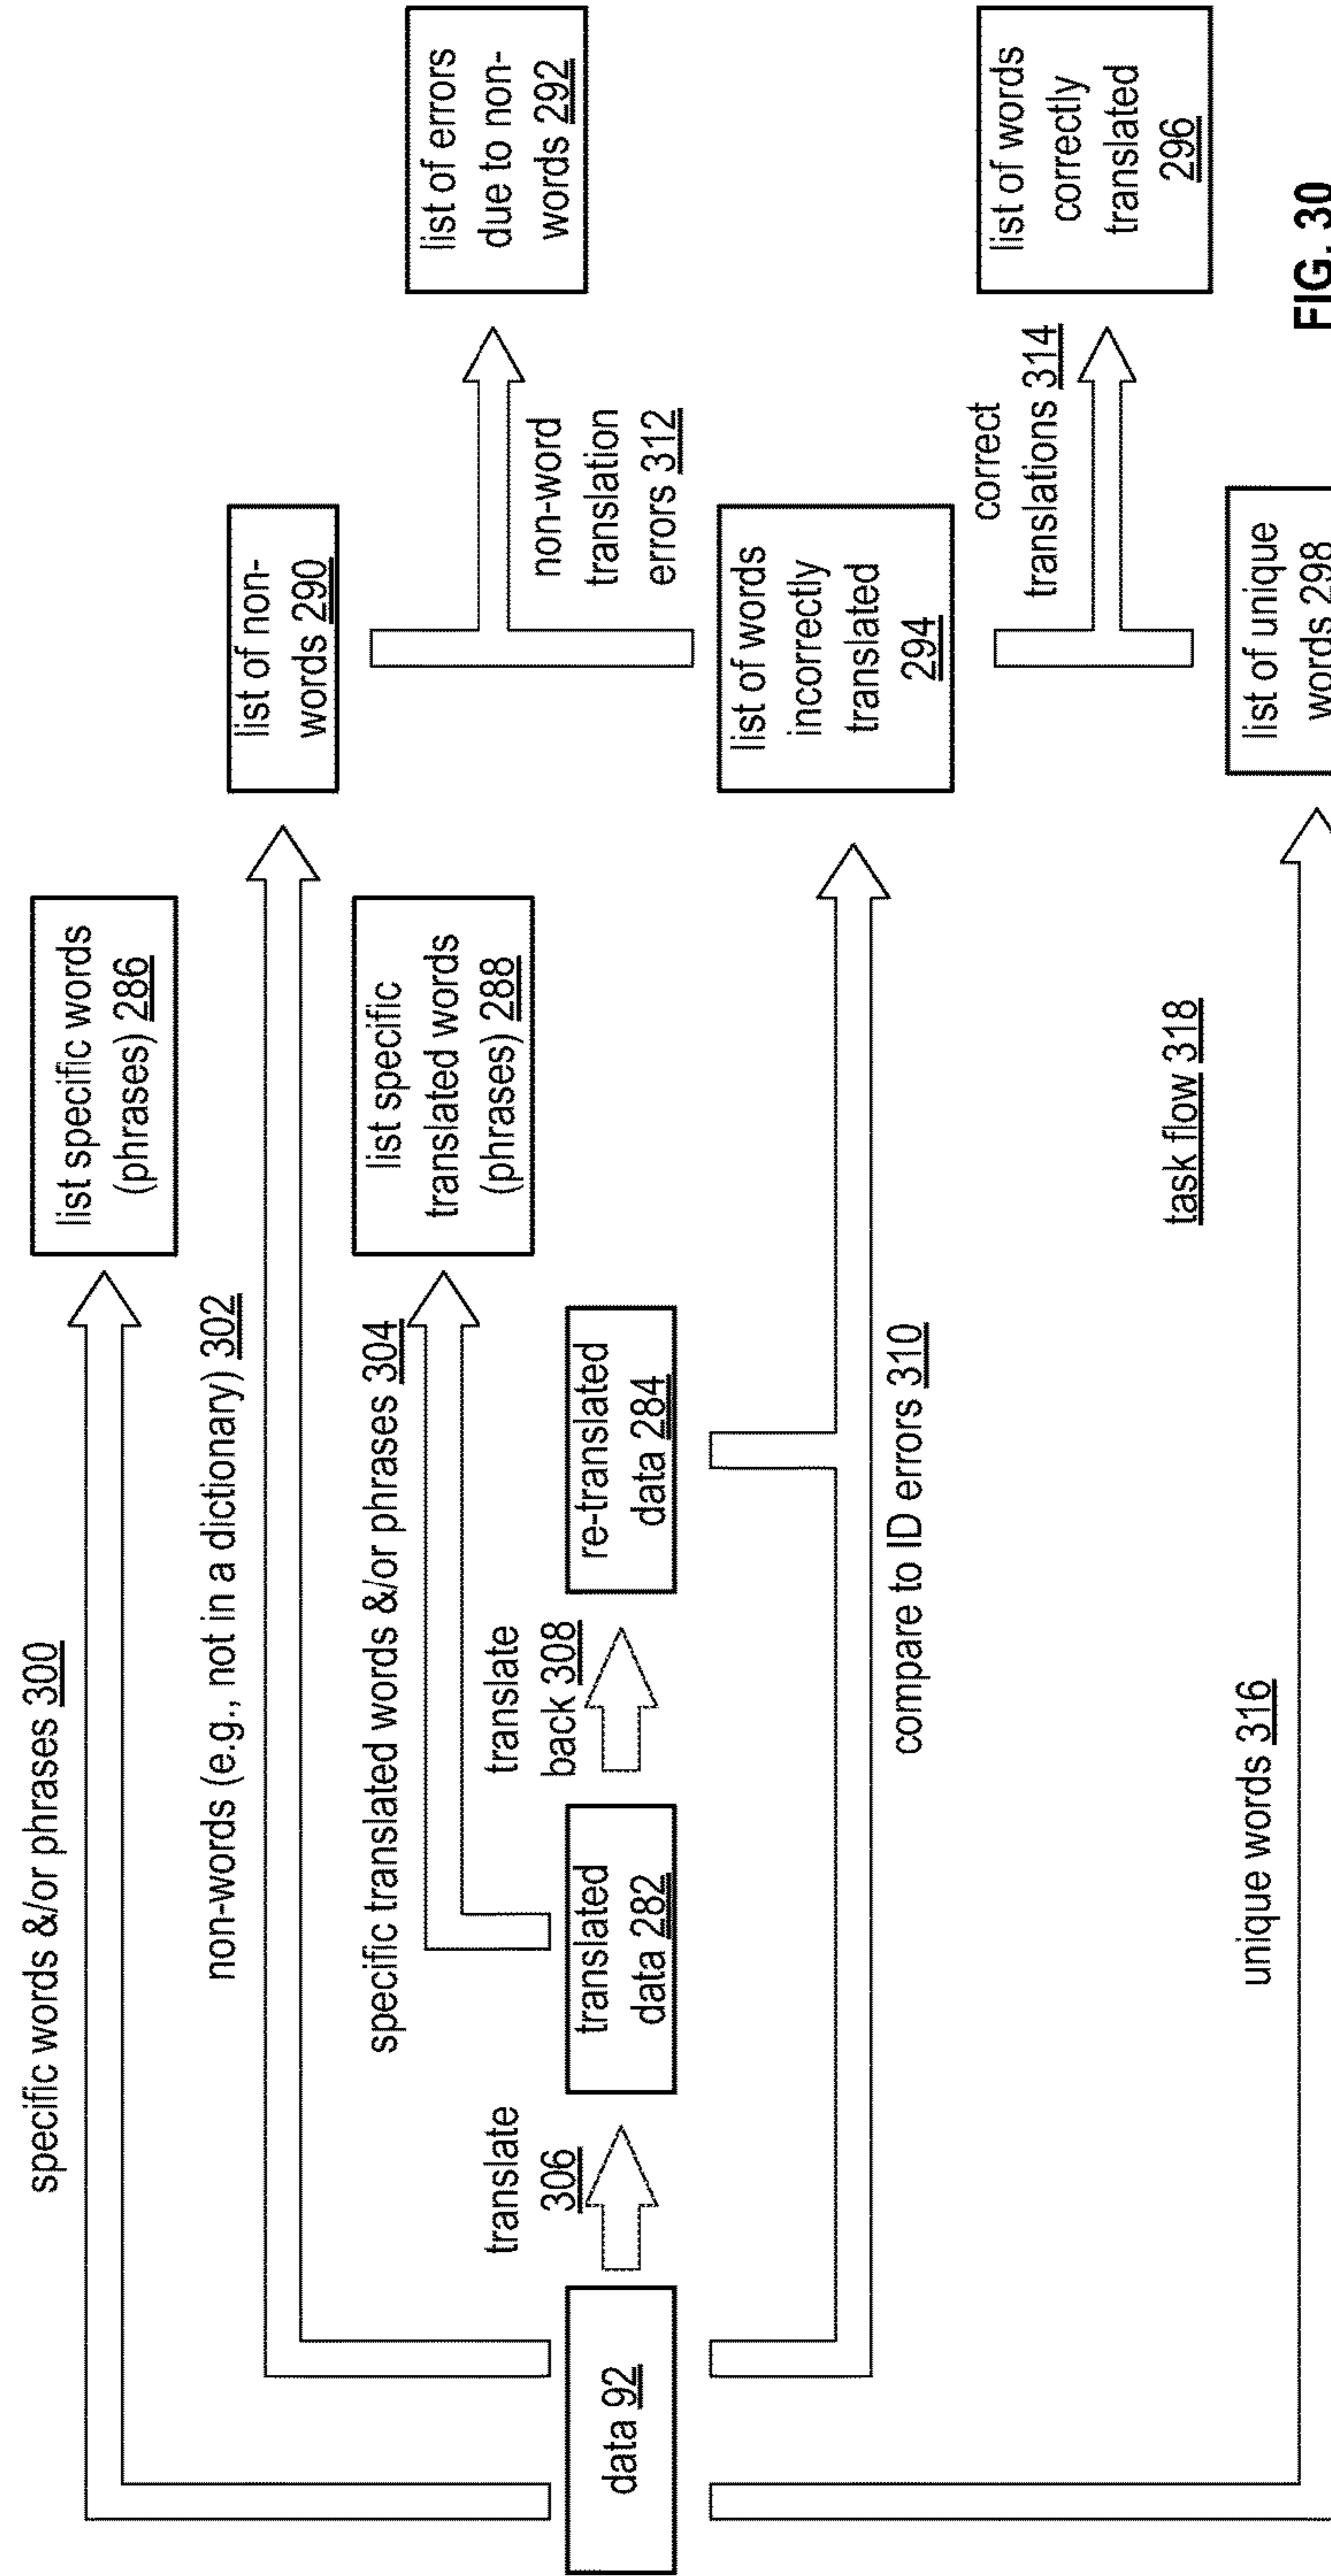 specific words &/or phrases 300
list specific words
(phrases) 286
non-words (e.g., not in a dictionary) 302
list of non-
words 290
list of errors
due to non-
words 292
specific translated words &/or phrases 304
list specific
translated words
(phrases) 288
non-word
translation
errors 312
translate
306
translate
back 308
data 92
translated
data 282
re-translated
data 284
list of words
incorrectly
translated
294
compare to ID errors 310
correct
translations 314
list of words
correctly
translated
296
task flow 318
unique words 316
list of unique
words 298
FIG. 30